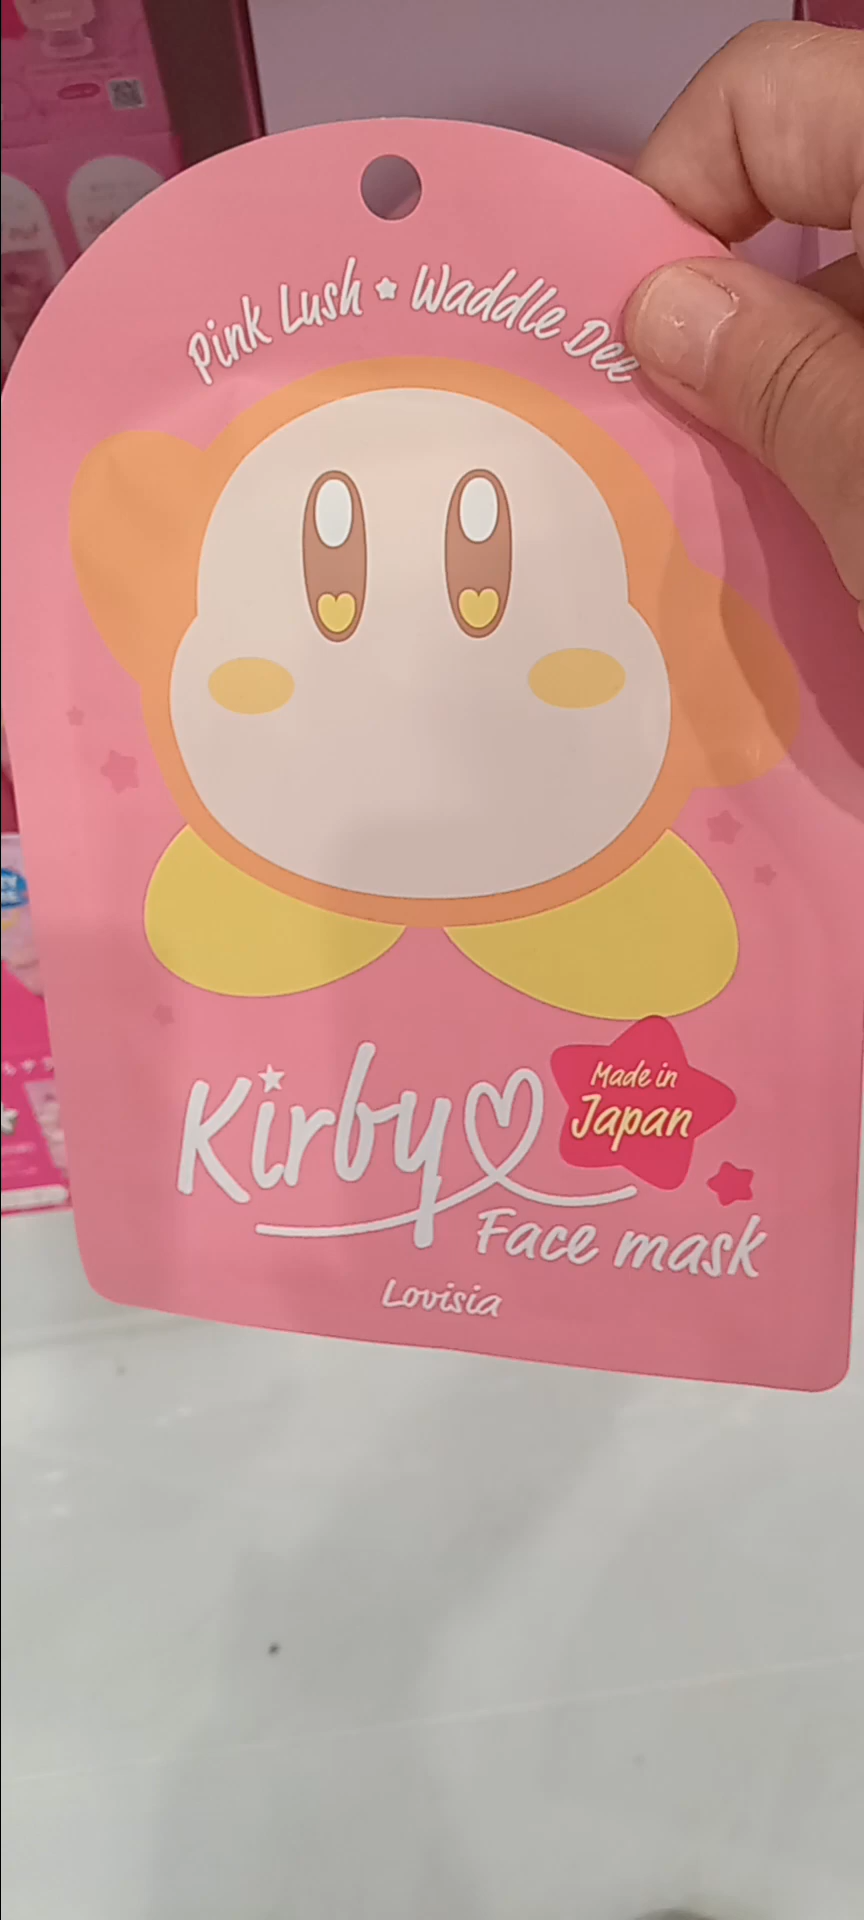 Pink Lush ★ Waddle Dee
Kirby
Made in
Japan
Face mask
Lovisia